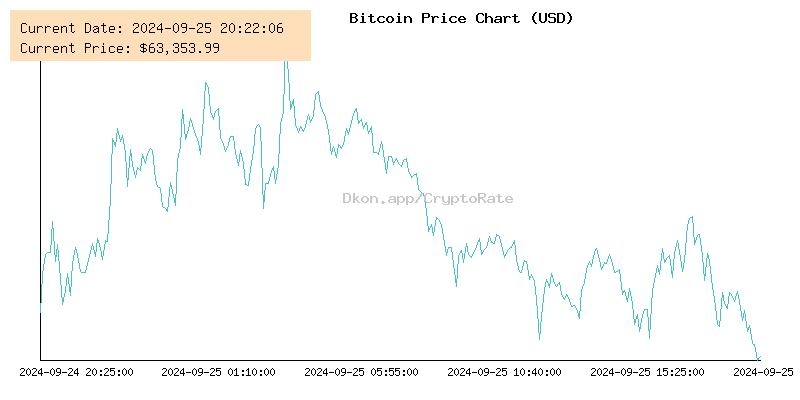 Bitcoin Price Chart (USD)
Current Date: 2024-09-25 20:22:06
Current Price: $63,353.99
Dkon.app/CryptoRate
2024-09-24 20:25:00 2024-09-25 01:10:00 2024-09-25 05:55:00 2024-09-25 10:40:00 2024-09-25 15:25:00 2024-09-25